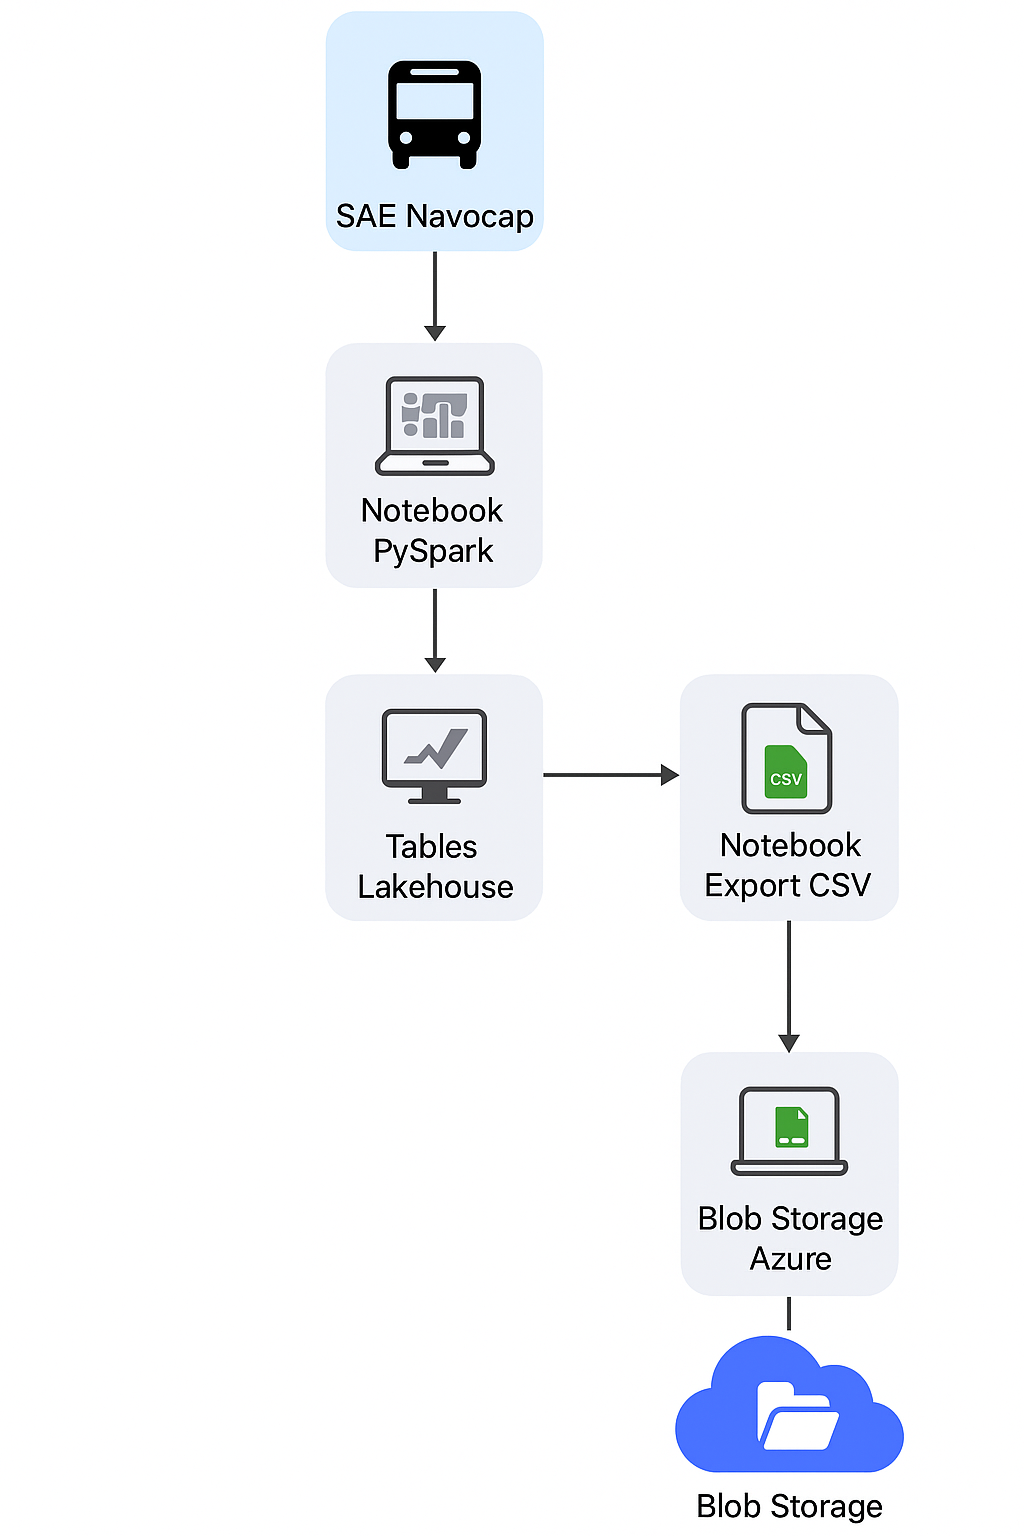 SAE Navocap
Notebook
PySpark
Tables
Lakehouse
CSV
Notebook
Export CSV
Blob Storage
Azure
Blob Storage